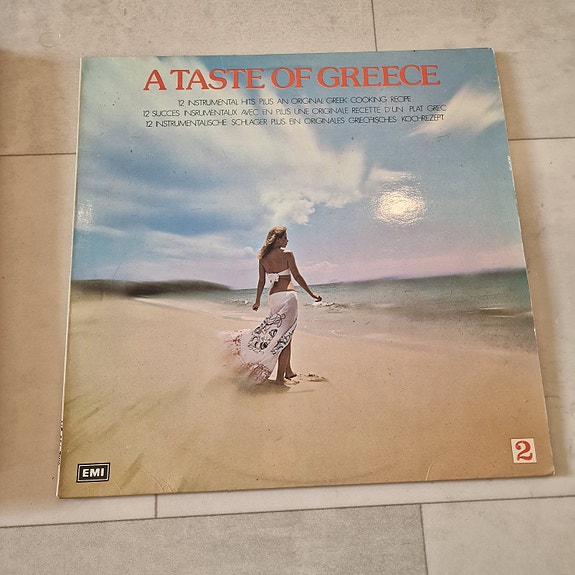 A TASTE OF GREECE
12 INSTRUMENTAL HITS PLUS AN ORIGINAL GREEK COOKING RECIPE
12 SUCCES INSRUMENTAUX AVEC EN PLUS UNE ORIGINALE RECETTE D'UN PLAT GREC
12 INSTRUMENTALISCHE SCHLAGER PLUS EIN ORIGINALES GRIECHISCHES KOCHREZEPT
EMI
2